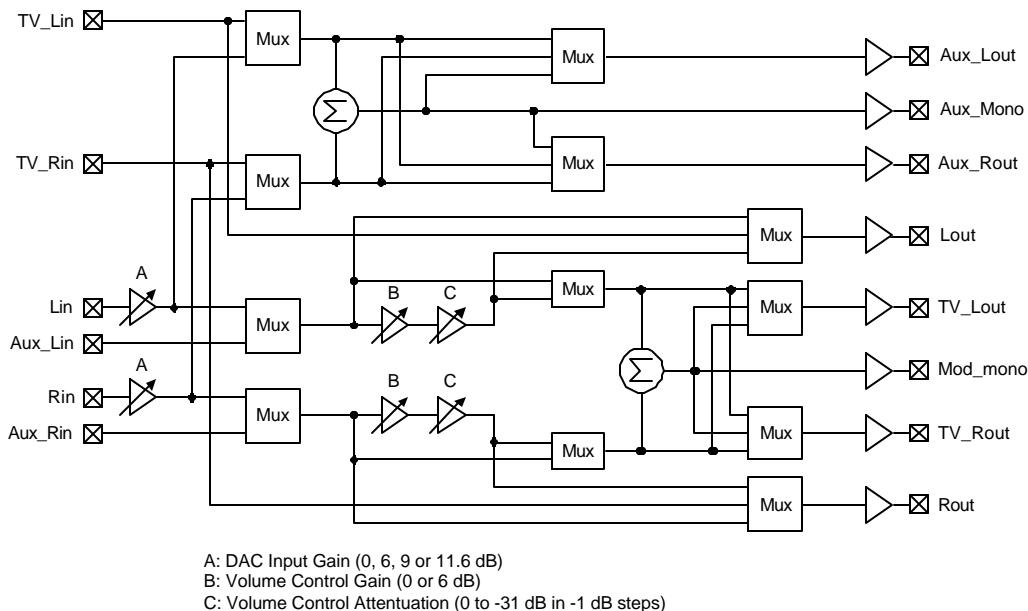 TV_Lin
Mux
Mux
Aux_Lout
Σ
Aux_Mono
TV_Rin
Mux
Mux
Aux_Rout
Mux
Lout
A
B
C
Mux
Lin
Mux
Mux
TV_Lout
Aux_Lin
A
Σ
Mod_mono
Rin
B
C
Mux
Aux_Rin
Mux
Mux
TV_Rout
Mux
Rout
A: DAC Input Gain (0, 6, 9 or 11.6 dB)
B: Volume Control Gain (0 or 6 dB)
C: Volume Control Attentuation (0 to -31 dB in -1 dB steps)